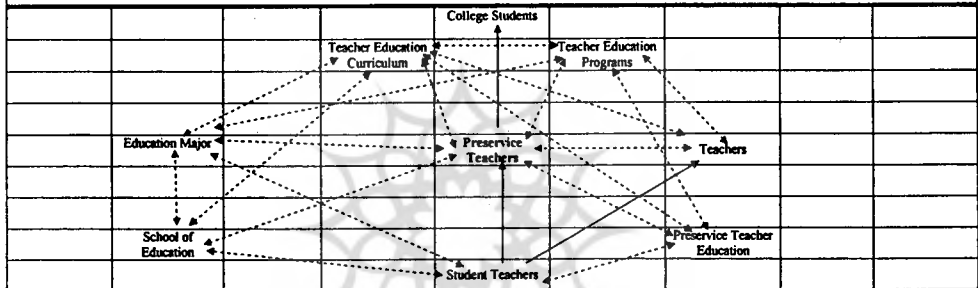 College Students
Teacher Education
Curriculum
Teacher Education
Programs
Education Major
Preservice
Teachers
Teachers
School of
Education
Preservice Teacher
Education
Student Teachers